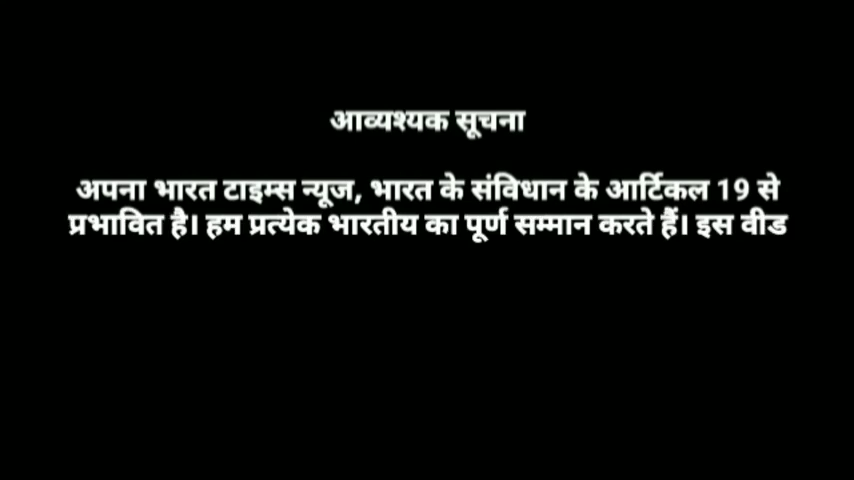 आव्यश्यक सूचना
अपना भारत टाइम्स न्यूज, भारत के संविधान के आर्टिकल 19 से
प्रभावित है। हम प्रत्येक भारतीय का पूर्ण सम्मान करते हैं। इस वीड